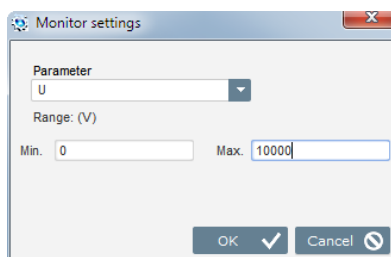 Monitor settings
Parameter
U
Range: (V)
Min. 0 Max. 10000
OK Cancel